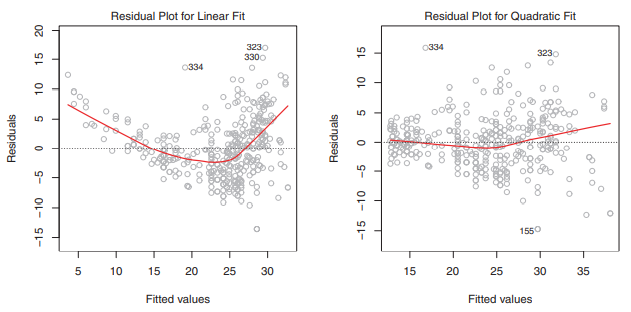 Residual Plot for Linear Fit
Residuals
20
15
10
5
0
−5
−10
−15
323
330
334
5 10 15 20 25 30
Fitted values
Residual Plot for Quadratic Fit
Residuals
15
10
5
0
−5
−10
−15
334
323
155
15 20 25 30 35
Fitted values